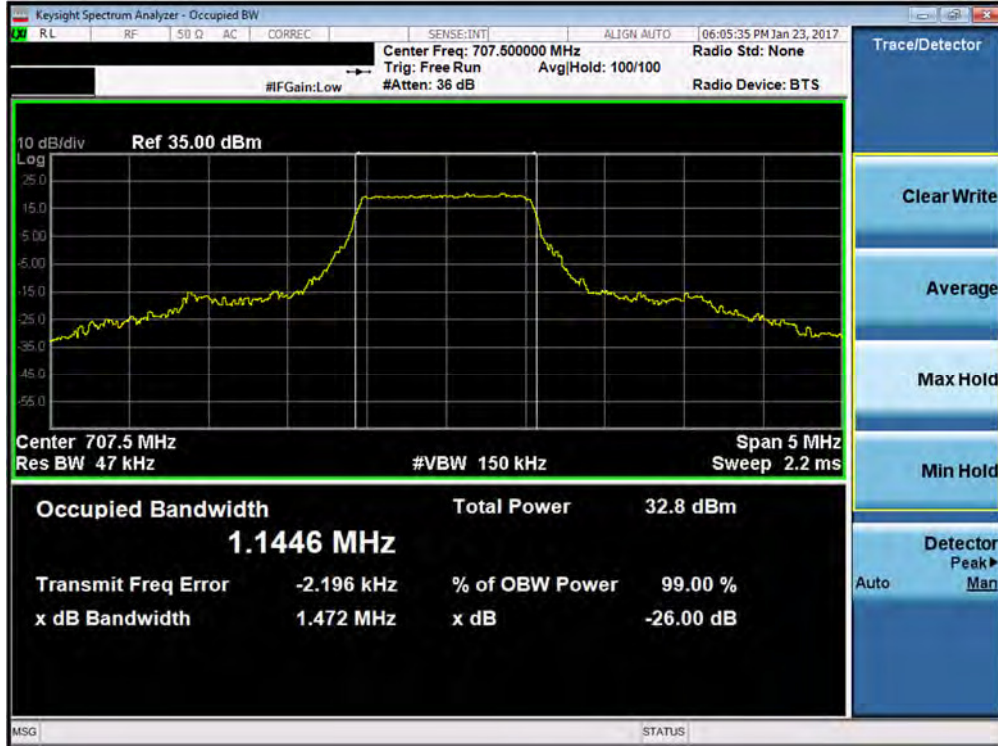 Keysight Spectrum Analyzer - Occupied BW
LXI RL RF 50 Ω AC CORREC SENSE:INT ALIGN AUTO 06:05:35 PM Jan 23, 2017
Center Freq: 707.500000 MHz Radio Std: None
Trig: Free Run Avg|Hold: 100/100
#IFGain:Low #Atten: 36 dB Radio Device: BTS
10 dB/div Ref 35.00 dBm
Log
25.0
15.0
5.00
-5.00
-15.0
-25.0
-35.0
-45.0
-55.0
Center 707.5 MHz Span 5 MHz
Res BW 47 kHz #VBW 150 kHz Sweep 2.2 ms
Occupied Bandwidth Total Power 32.8 dBm
1.1446 MHz
Transmit Freq Error -2.196 kHz % of OBW Power 99.00 %
x dB Bandwidth 1.472 MHz x dB -26.00 dB
MSG STATUS
Trace/Detector
Clear Write
Average
Max Hold
Min Hold
Detector
Peak▶
Auto Man